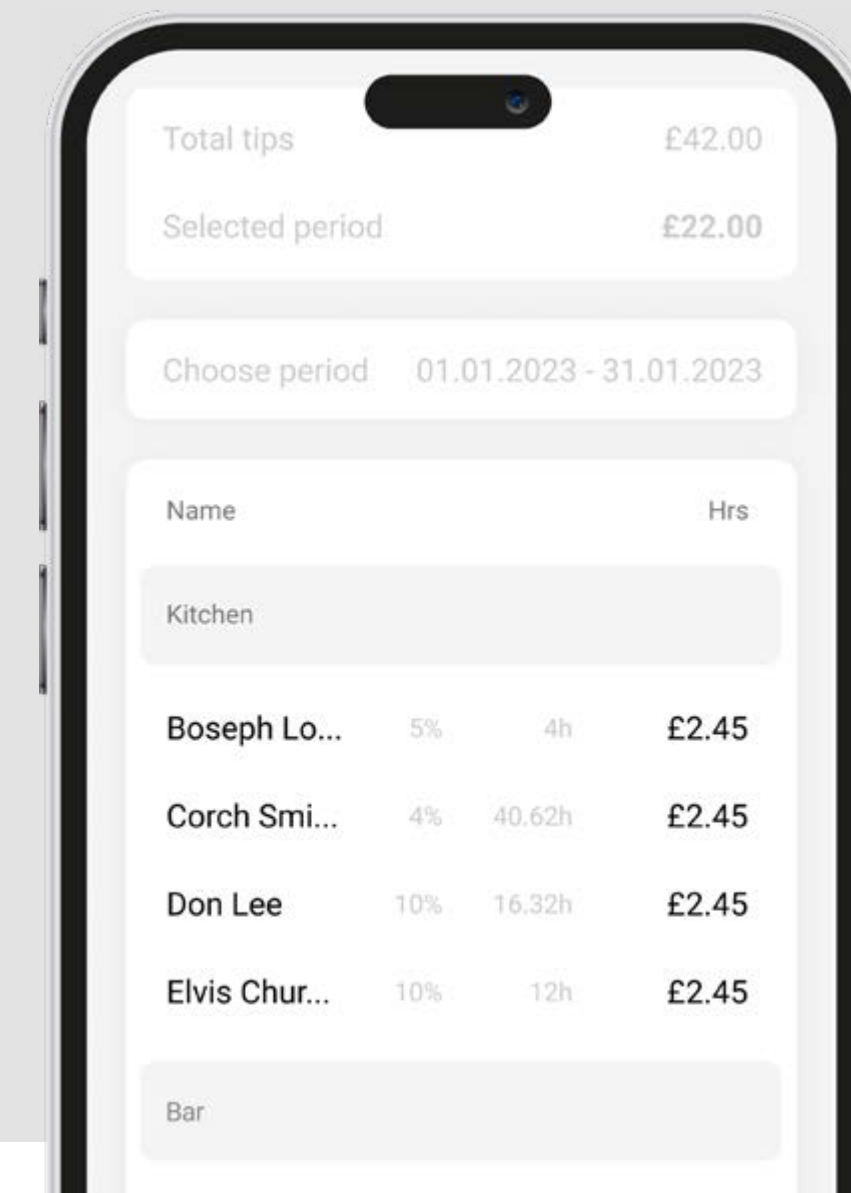 Total tips £42.00
Selected period £22.00
Choose period 01.01.2023 - 31.01.2023
Name Hrs
Kitchen
Boseph Lo... 5% 4h £2.45
Corch Smi... 4% 40.62h £2.45
Don Lee 10% 16.32h £2.45
Elvis Chur... 10% 12h £2.45
Bar